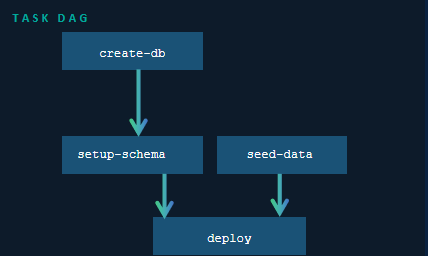 TASK DAG
create-db
setup-schema
seed-data
deploy